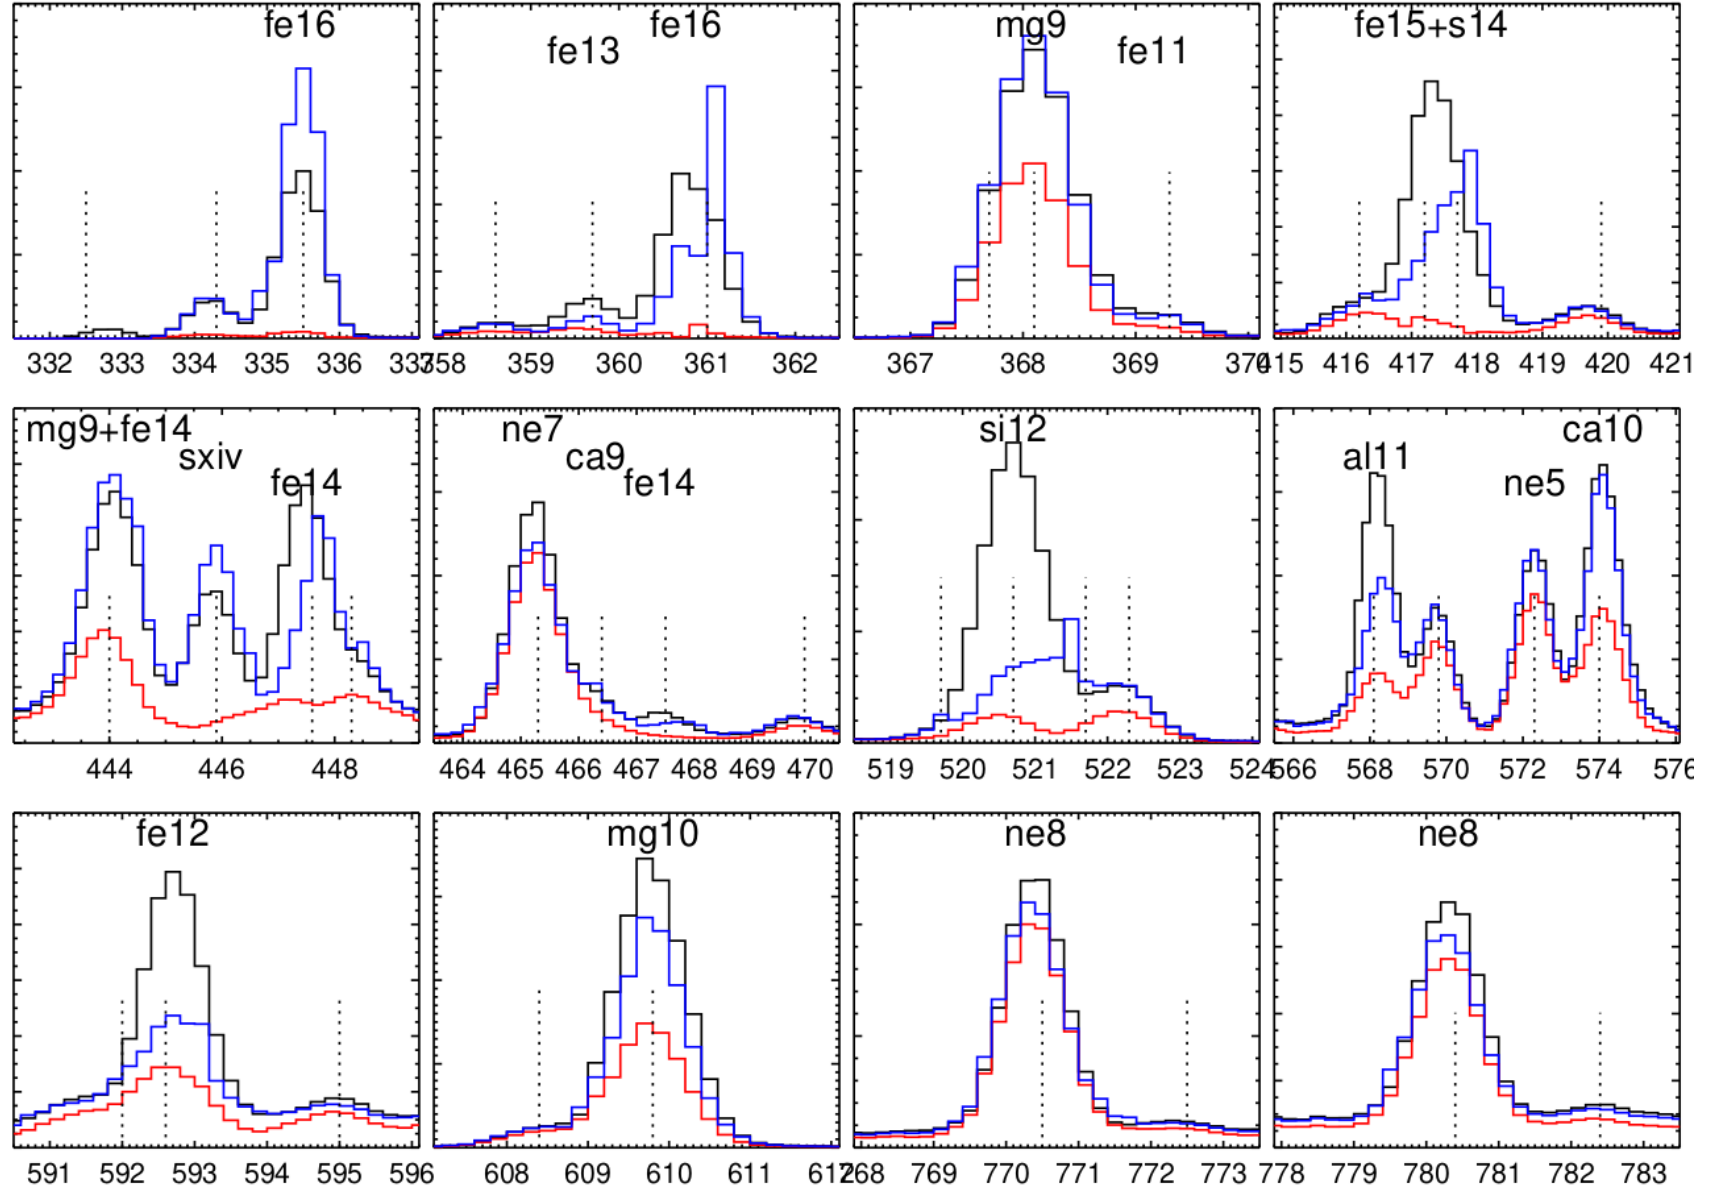 fe16
fe16
fe13
mg9
fe11
fe15+s14
332 333 334 335 336 337
358 359 360 361 362
367 368 369 370
415 416 417 418 419 420 421
mg9+fe14
sxiv
fe14
ne7
ca9
fe14
si12
ca10
al11
ne5
444 446 448
464 465 466 467 468 469 470
519 520 521 522 523 524
566 568 570 572 574 576
fe12
mg10
ne8
ne8
591 592 593 594 595 596
608 609 610 611 612
768 769 770 771 772 773
778 779 780 781 782 783